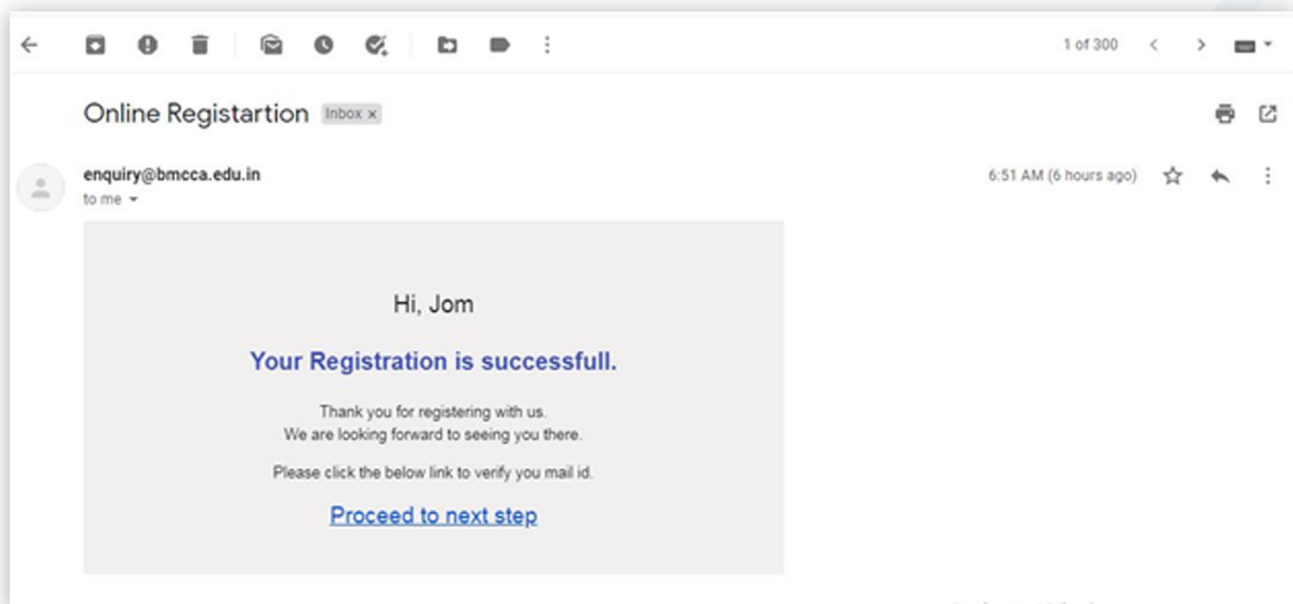 1 of 300
Online Registartion Inbox x
enquiry@bmcca.edu.in
6:51 AM (6 hours ago)
to me
Hi, Jom
Your Registration is successfull.
Thank you for registering with us.
We are looking forward to seeing you there.
Please click the below link to verify you mail id.
Proceed to next step